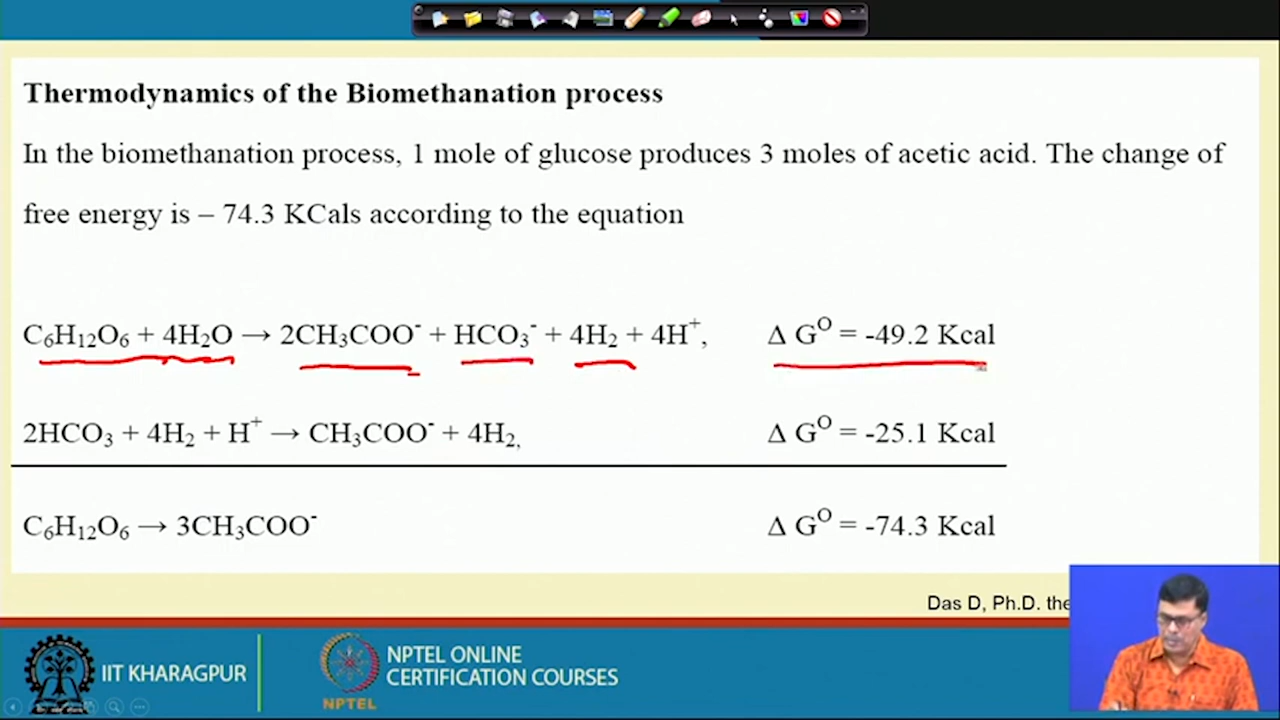 Thermodynamics of the Biomethanation process
In the biomethanation process, 1 mole of glucose produces 3 moles of acetic acid. The change of
free energy is – 74.3 KCals according to the equation
C₆H₁₂O₆ + 4H₂O → 2CH₃COO⁻ + HCO₃⁻ + 4H₂ + 4H⁺, Δ G⁰ = -49.2 Kcal
2HCO₃ + 4H₂ + H⁺ → CH₃COO⁻ + 4H₂, Δ G⁰ = -25.1 Kcal
C₆H₁₂O₆ → 3CH₃COO⁻ Δ G⁰ = -74.3 Kcal
Das D, Ph.D. the
IIT KHARAGPUR
NPTEL
NPTEL ONLINE
CERTIFICATION COURSES